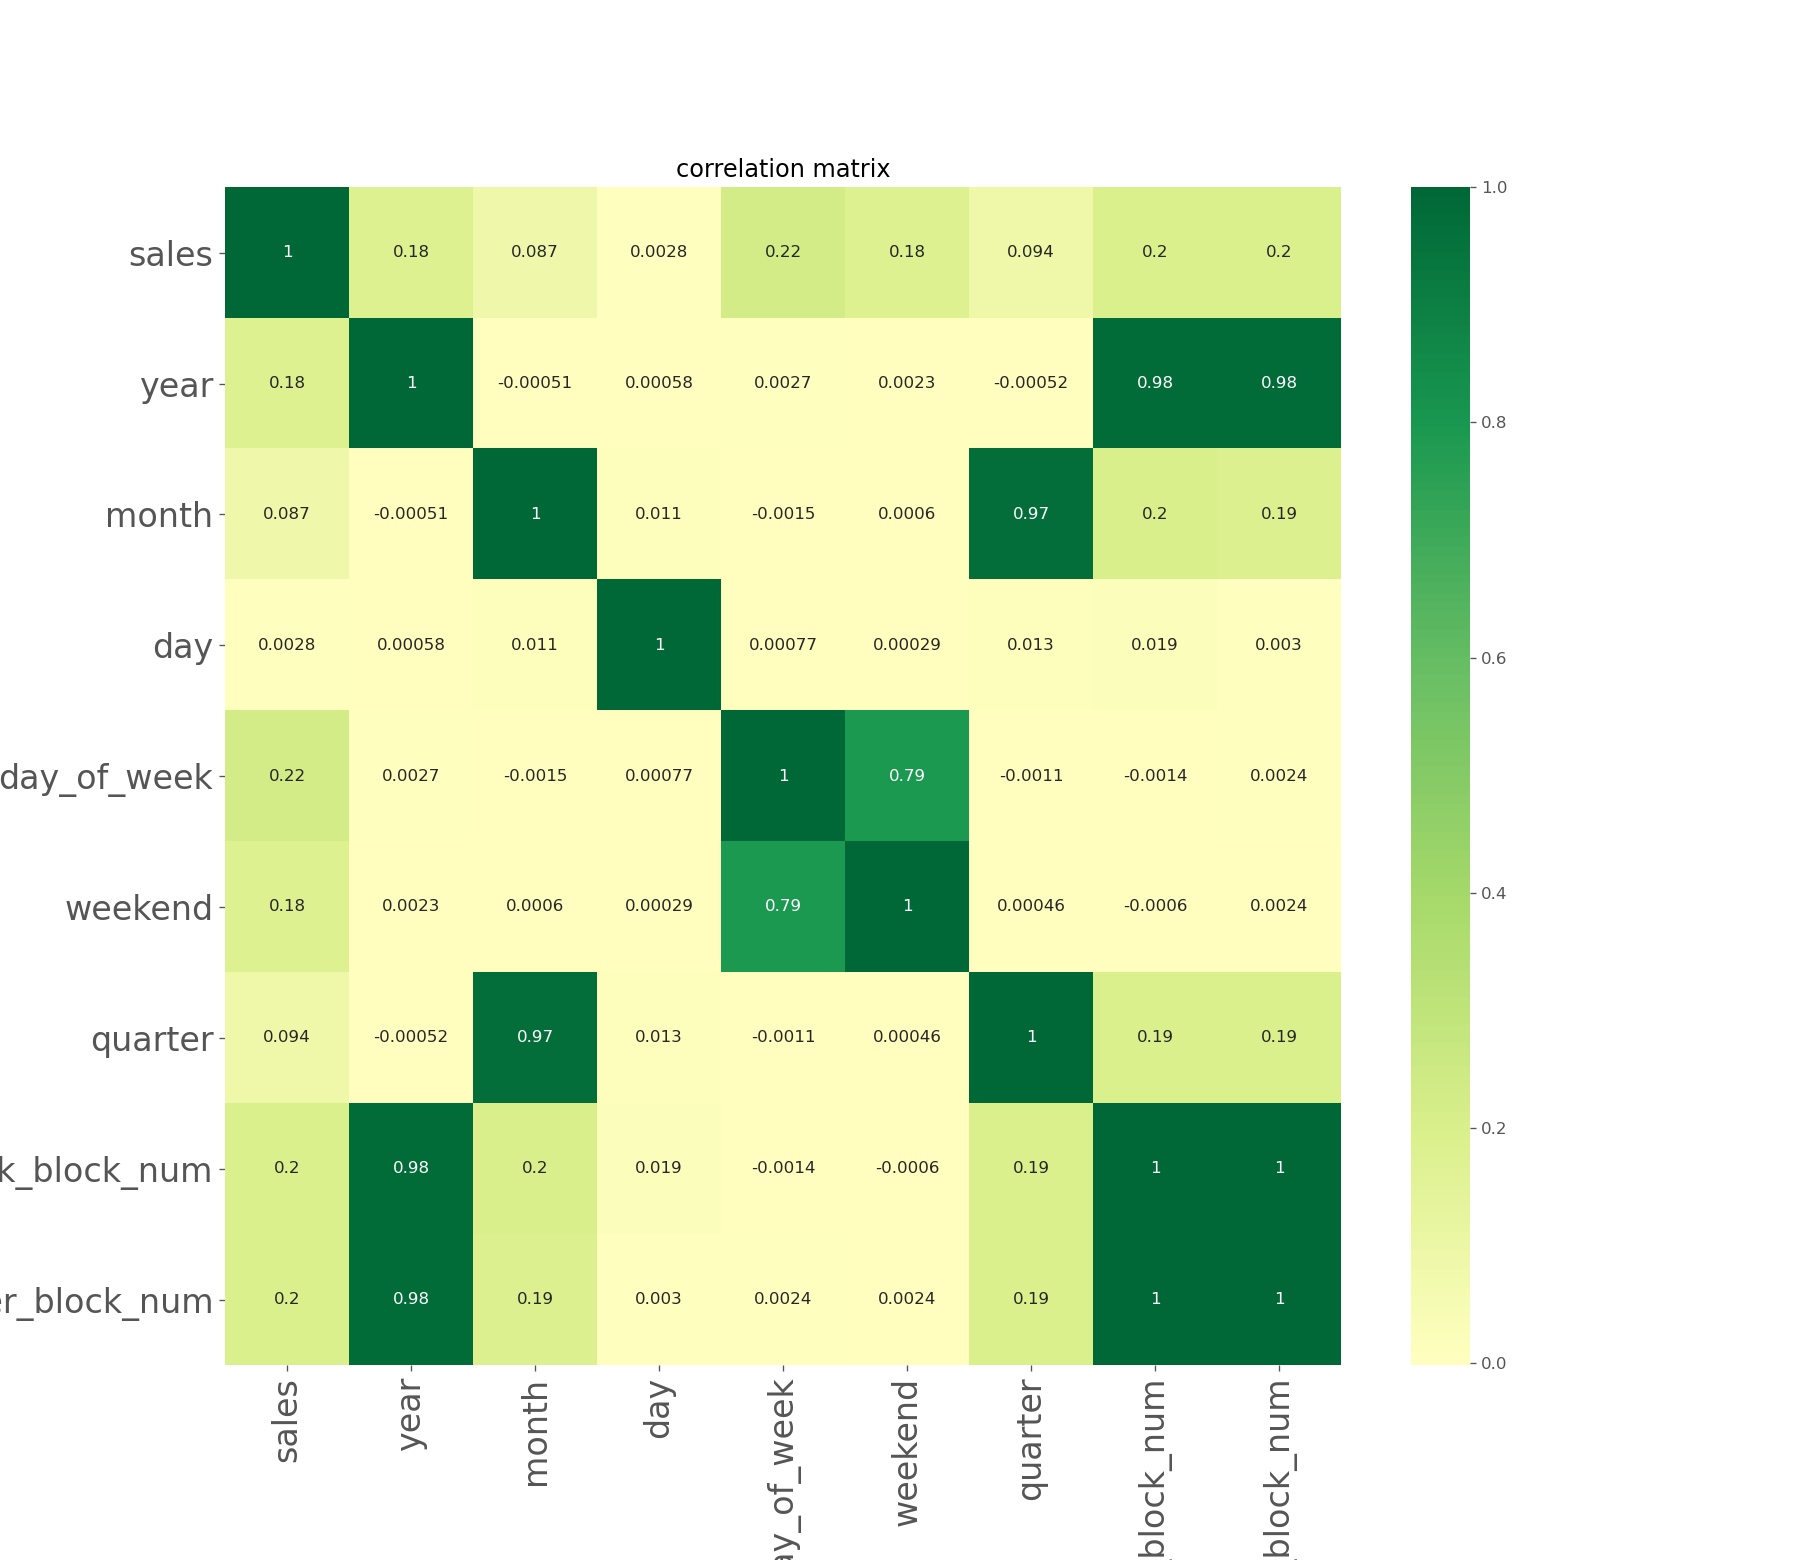 correlation matrix
sales 1 0.18 0.087 0.0028 0.22 0.18 0.094 0.2 0.2
year 0.18 1 -0.00051 0.00058 0.0027 0.0023 -0.00052 0.98 0.98
month 0.087 -0.00051 1 0.011 -0.0015 0.0006 0.97 0.2 0.19
day 0.0028 0.00058 0.011 1 0.00077 0.00029 0.013 0.019 0.003
day_of_week 0.22 0.0027 -0.0015 0.00077 1 0.79 -0.0011 -0.0014 0.0024
weekend 0.18 0.0023 0.0006 0.00029 0.79 1 0.00046 -0.0006 0.0024
quarter 0.094 -0.00052 0.97 0.013 -0.0011 0.00046 1 0.19 0.19
k_block_num 0.2 0.98 0.2 0.019 -0.0014 -0.0006 0.19 1 1
er_block_num 0.2 0.98 0.19 0.003 0.0024 0.0024 0.19 1 1
sales year month day ay_of_week weekend quarter _block_num _block_num
1.0
0.8
0.6
0.4
0.2
0.0